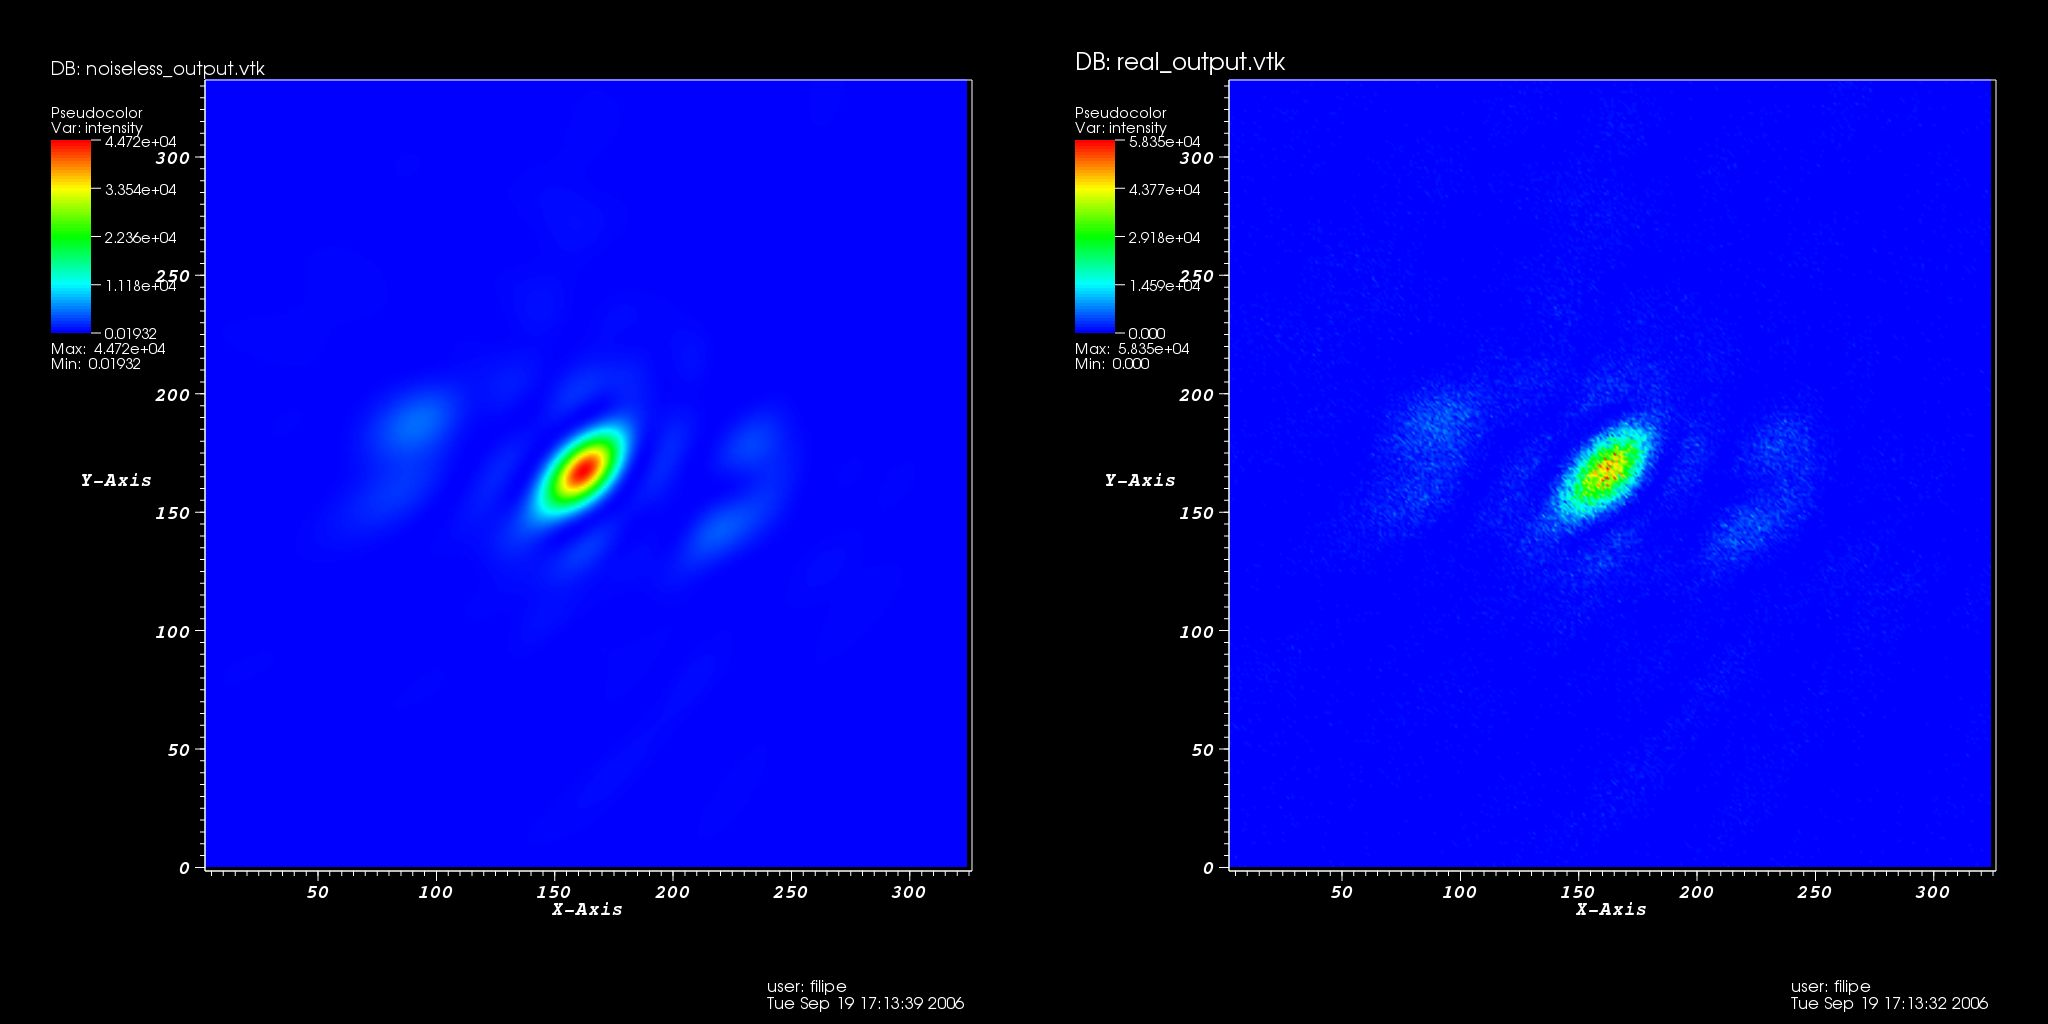 DB: noiseless_output.vtk
Pseudocolor
Var: intensity
4.472e+04
3.354e+04
2.236e+04
1.118e+04
0.01932
Max: 4.472e+04
Min: 0.01932
300
250
200
Y-Axis
150
100
50
0
50 100 150 200 250 300
X-Axis
user: filipe
Tue Sep 19 17:13:39 2006
DB: real_output.vtk
Pseudocolor
Var: intensity
5.835e+04
4.377e+04
2.918e+04
1.459e+04
0.000
Max: 5.835e+04
Min: 0.000
300
250
200
Y-Axis
150
100
50
0
50 100 150 200 250 300
X-Axis
user: filipe
Tue Sep 19 17:13:32 2006